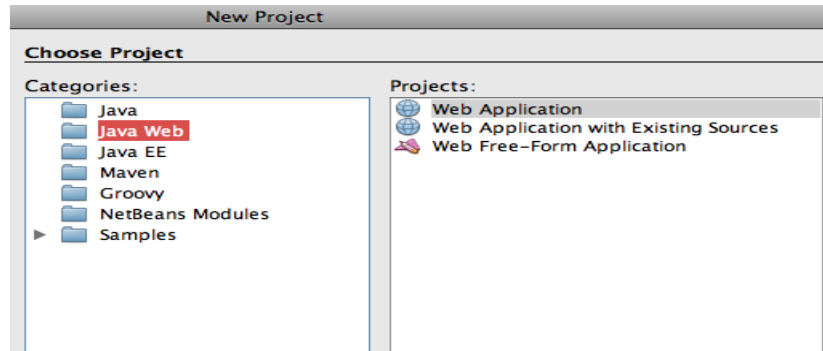 New Project
Choose Project
Categories:
Java
Java Web
Java EE
Maven
Groovy
NetBeans Modules
Samples
Projects:
Web Application
Web Application with Existing Sources
Web Free-Form Application